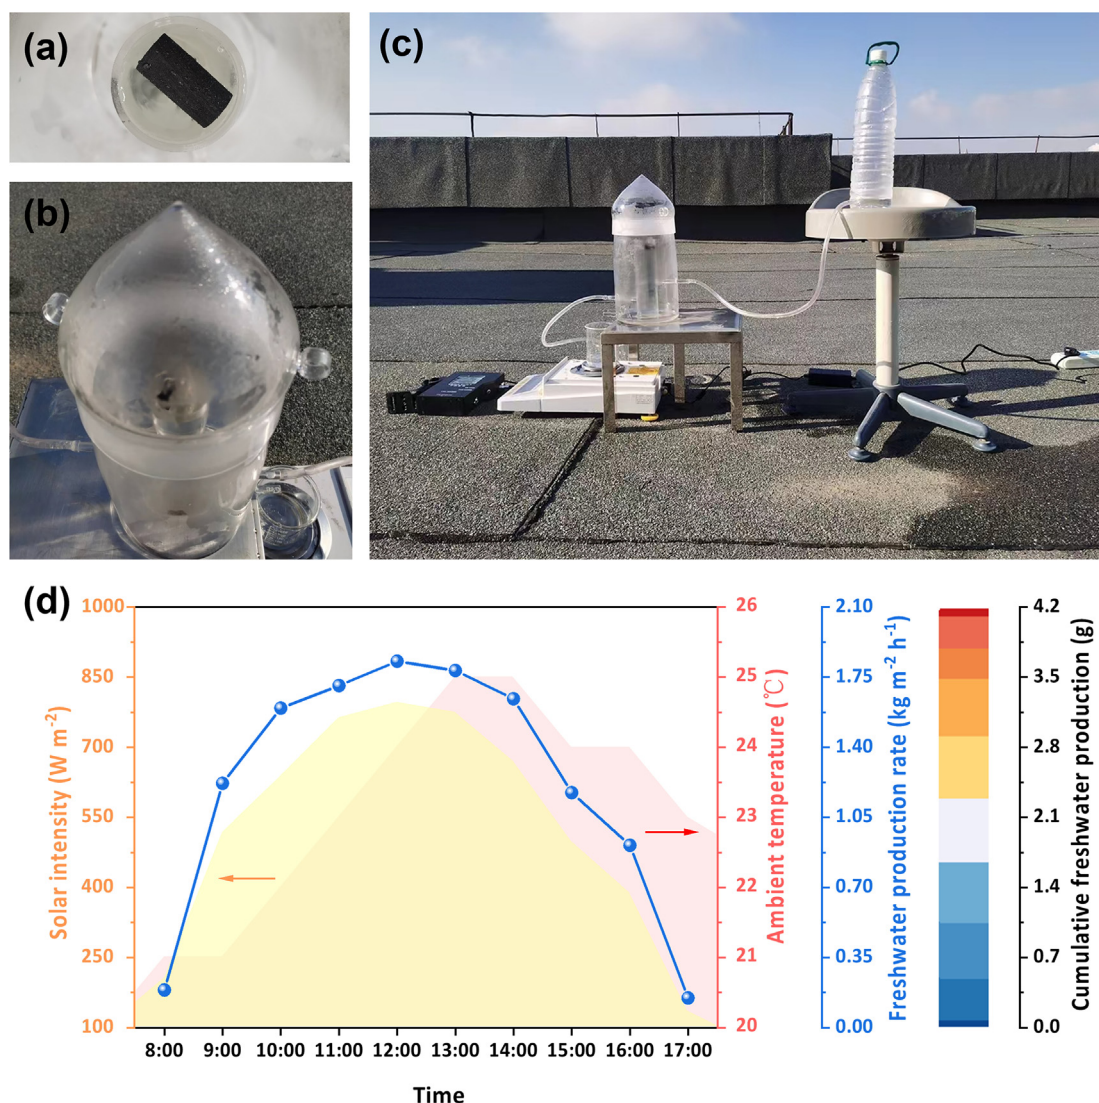 (a)
(b)
(c)
(d)
1000
850
700
550
400
250
100
Solar intensity (W m⁻²)
8:00 9:00 10:00 11:00 12:00 13:00 14:00 15:00 16:00 17:00
Time
26
25
24
23
22
21
20
Ambient temperature (℃)
2.10
1.75
1.40
1.05
0.70
0.35
0.00
Freshwater production rate (kg m⁻² h⁻¹)
4.2
3.5
2.8
2.1
1.4
0.7
0.0
Cumulative freshwater production (g)